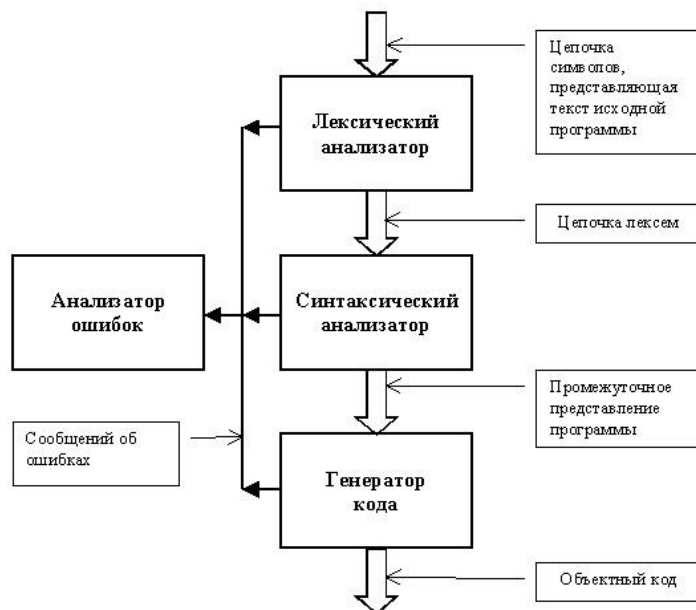 Цепочка
символов,
представляющая
текст исходной
программы
Лексический
анализатор
Цепочка лексем
Анализатор
ошибок
Синтаксический
анализатор
Промежуточное
представление
программы
Сообщений об
ошибках
Генератор
кода
Объектный код